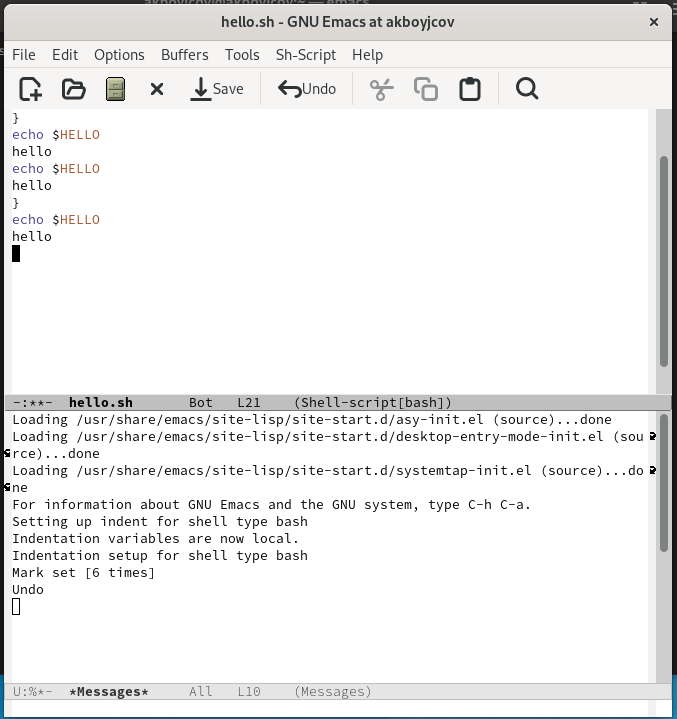 hello.sh - GNU Emacs at akboyjcov
File Edit Options Buffers Tools Sh-Script Help
Save Undo
}
echo $HELLO
hello
echo $HELLO
hello
}
echo $HELLO
hello
-:**- hello.sh Bot L21 (Shell-script[bash])
Loading /usr/share/emacs/site-lisp/site-start.d/asy-init.el (source)...done
Loading /usr/share/emacs/site-lisp/site-start.d/desktop-entry-mode-init.el (sou
rce)...done
Loading /usr/share/emacs/site-lisp/site-start.d/systemtap-init.el (source)...do
ne
For information about GNU Emacs and the GNU system, type C-h C-a.
Setting up indent for shell type bash
Indentation variables are now local.
Indentation setup for shell type bash
Mark set [6 times]
Undo
U:%*- *Messages* All L10 (Messages)